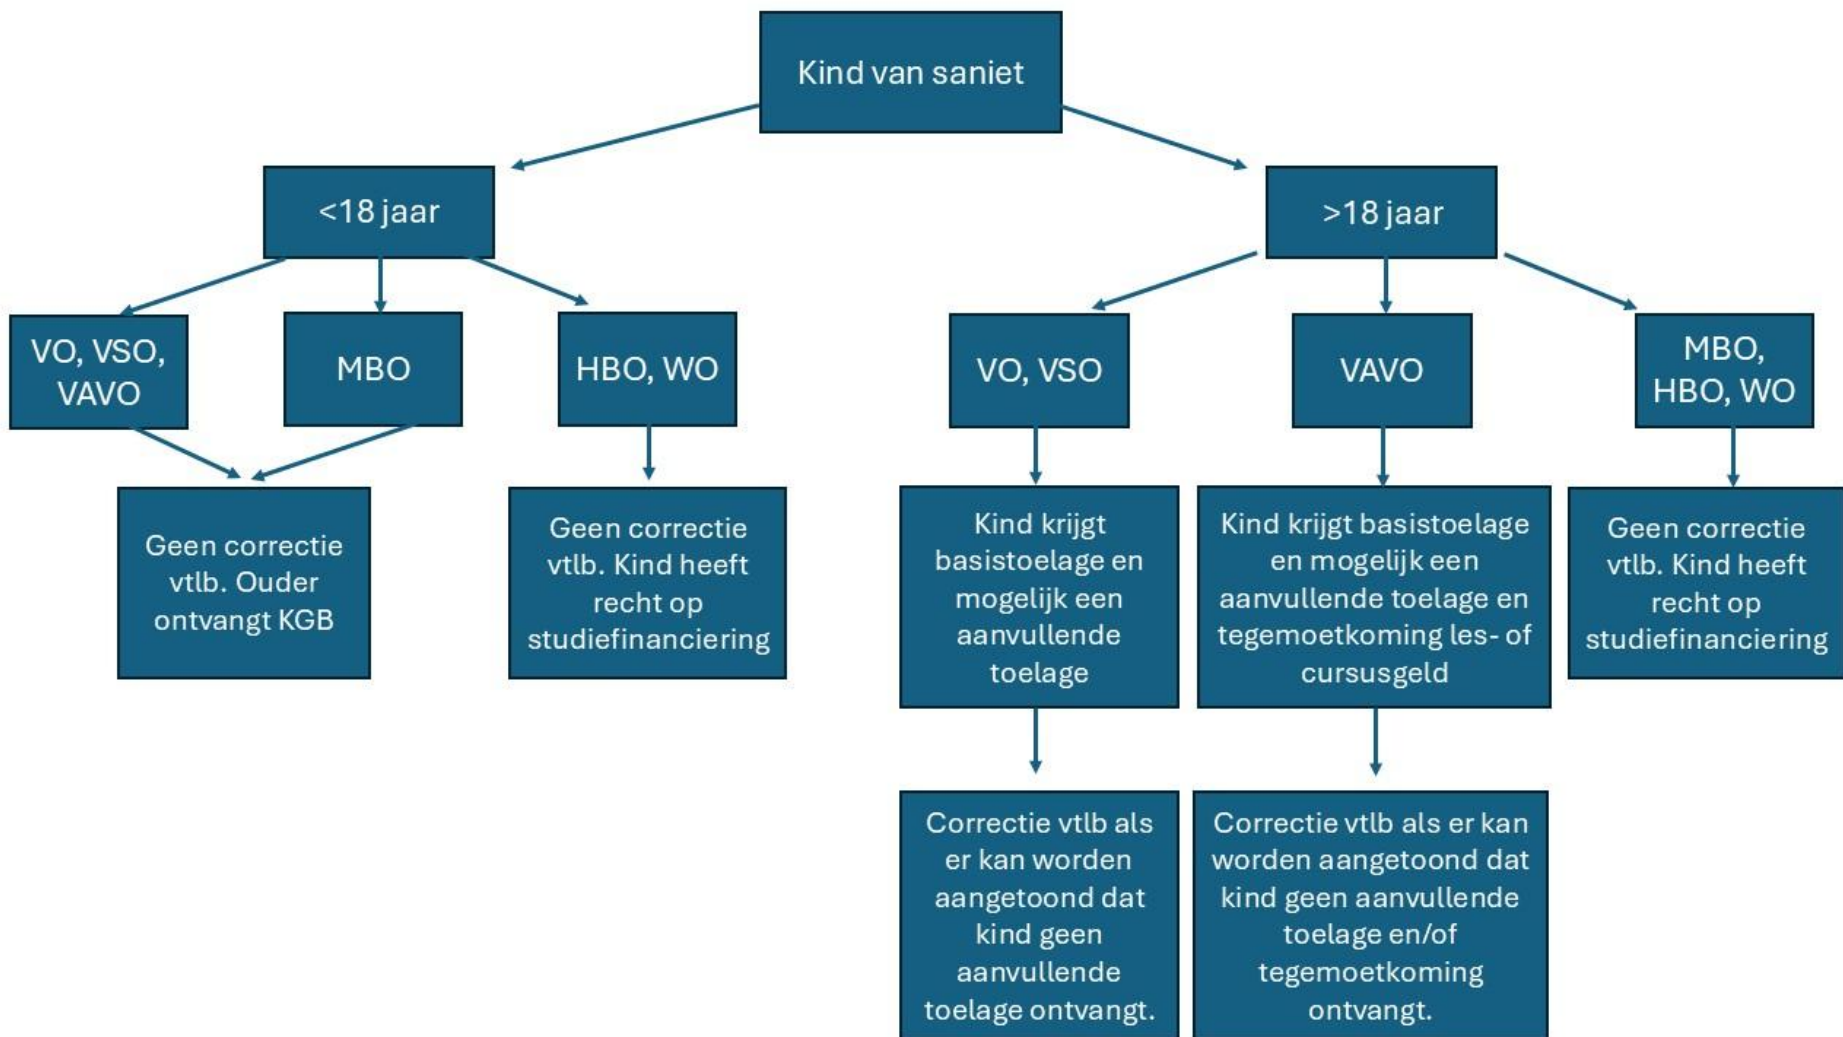 Kind van saniet
<18 jaar
>18 jaar
VO, VSO,
VAVO
MBO
HBO, WO
VO, VSO
VAVO
MBO,
HBO, WO
Geen correctie
vtlb. Ouder
ontvangt KGB
Geen correctie
vtlb. Kind heeft
recht op
studiefinanciering
Kind krijgt
basistoelage en
mogelijk een
aanvullende
toelage
Kind krijgt basistoelage
en mogelijk een
aanvullende toelage en
tegemoetkoming les- of
cursusgeld
Geen correctie
vtlb. Kind heeft
recht op
studiefinanciering
Correctie vtlb als
er kan worden
aangetoond dat
kind geen
aanvullende
toelage ontvangt.
Correctie vtlb als er kan
worden aangetoond dat
kind geen aanvullende
toelage en/of
tegemoetkoming
ontvangt.